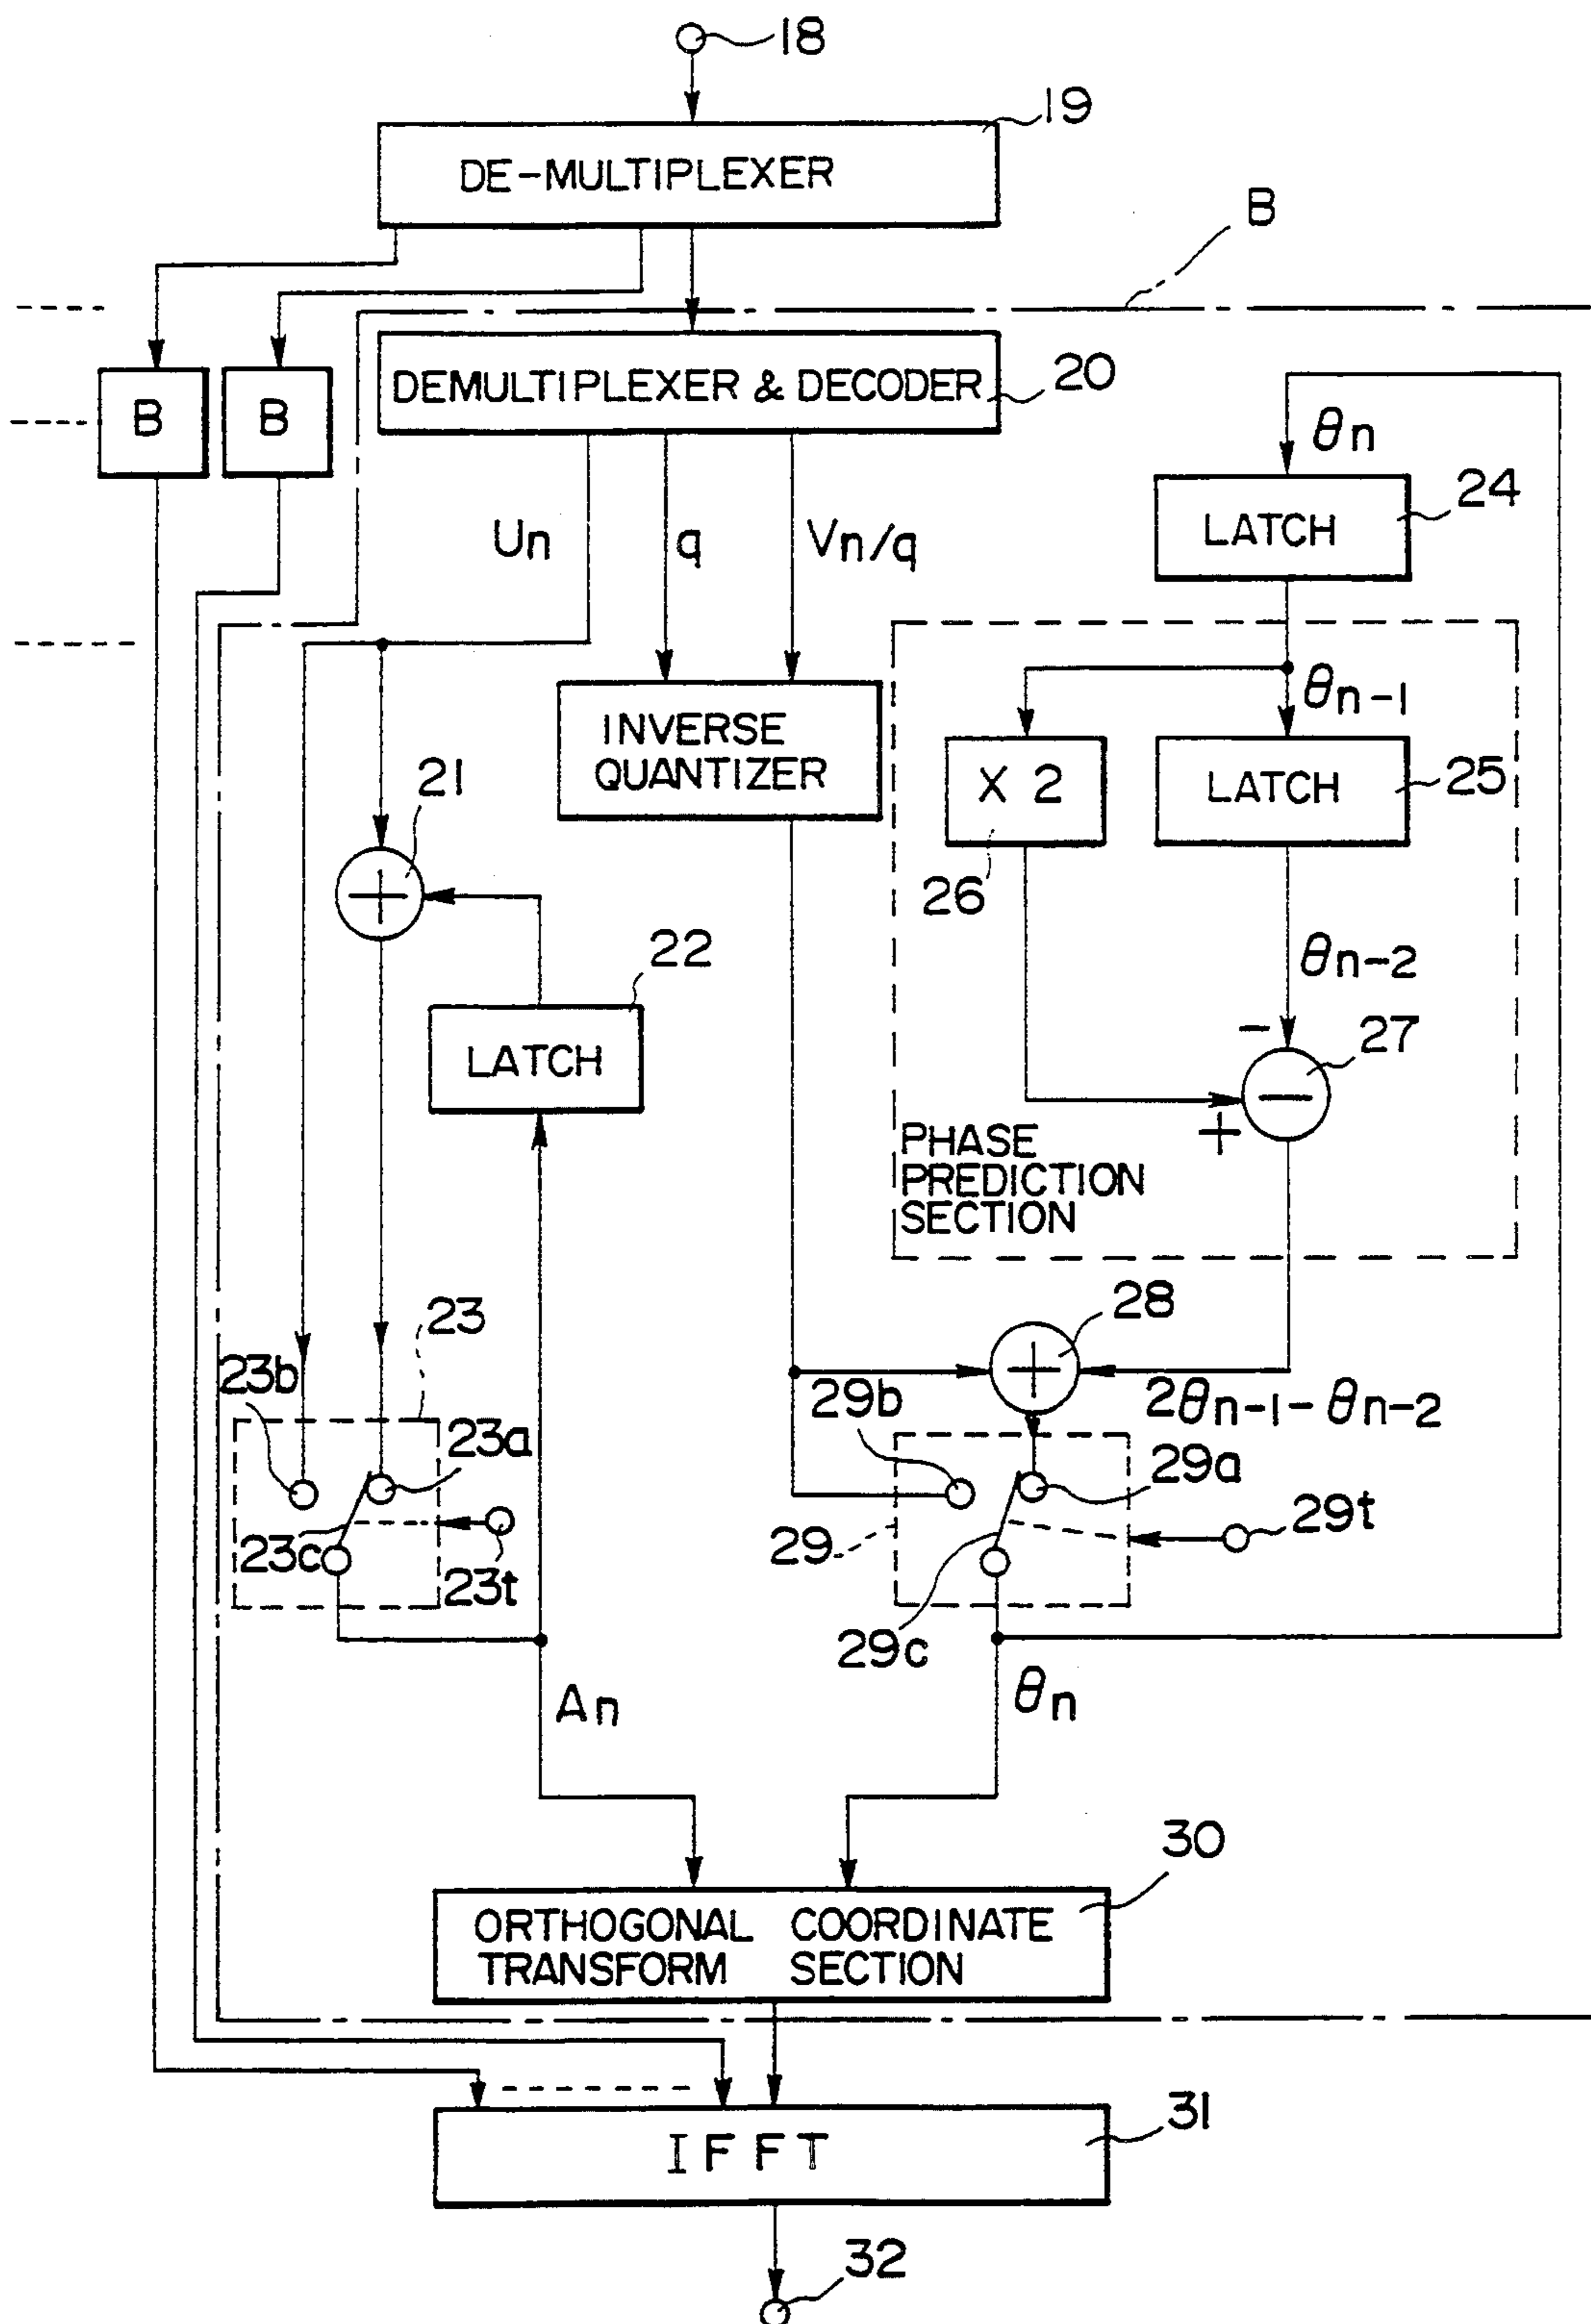 18
19
DE-MULTIPLEXER
B
B
B
DEMULTIPLEXER & DECODER
20
θn
24
LATCH
Un
q
Vn/q
θn-1
INVERSE
QUANTIZER
X 2
LATCH
25
21
26
22
θn-2
LATCH
-
27
+
PHASE
PREDICTION
SECTION
23
28
23b
29b
2θn-1 - θn-2
23a
29a
23c
23t
29
29t
29c
An
θn
30
ORTHOGONAL COORDINATE
TRANSFORM SECTION
31
IFFT
32